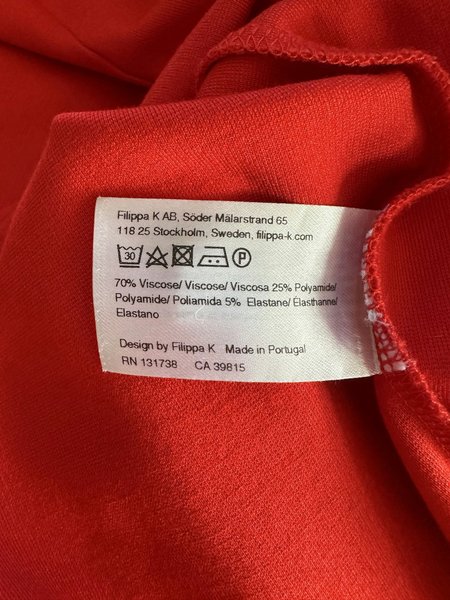 Filippa K AB, Söder Mälarstrand 65
118 25 Stockholm, Sweden, filippa-k.com
30 P
70% Viscose/ Viscose/ Viscosa 25% Polyamide/
Polyamide/ Poliamida 5% Elastane/ Élasthanne/
Elastano
Design by Filippa K Made in Portugal
RN 131738 CA 39815